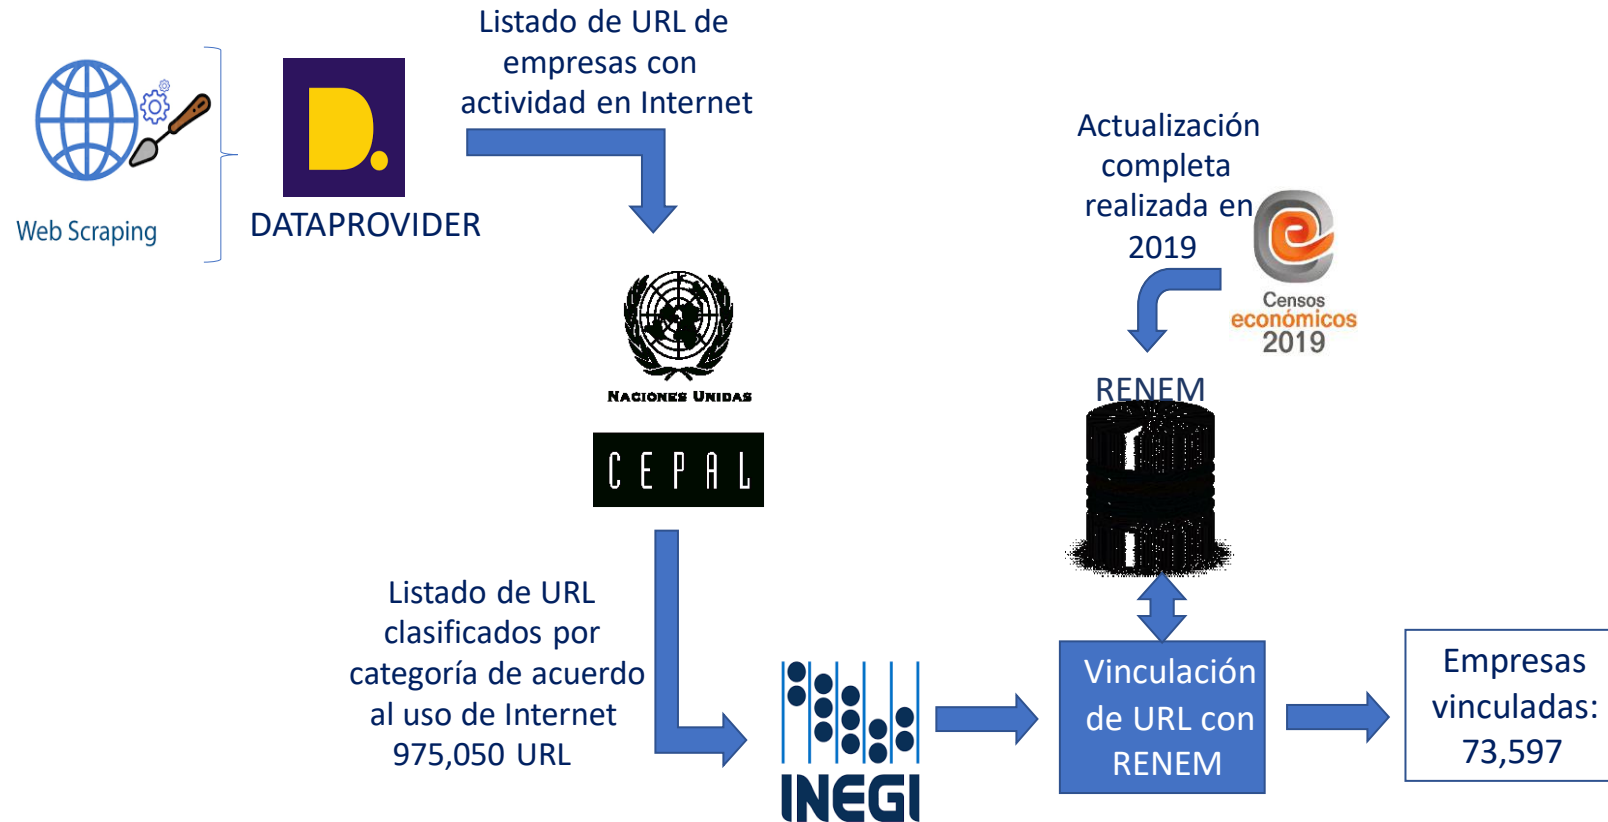 Listado de URL de
empresas con
actividad en Internet
Web Scraping
D.
DATAPROVIDER
Actualización
completa
realizada en
2019
Censos
económicos
2019
NACIONES UNIDAS
CEPAL
RENEM
Listado de URL
clasificados por
categoría de acuerdo
al uso de Internet
975,050 URL
INEGI
Vinculación
de URL con
RENEM
Empresas
vinculadas:
73,597